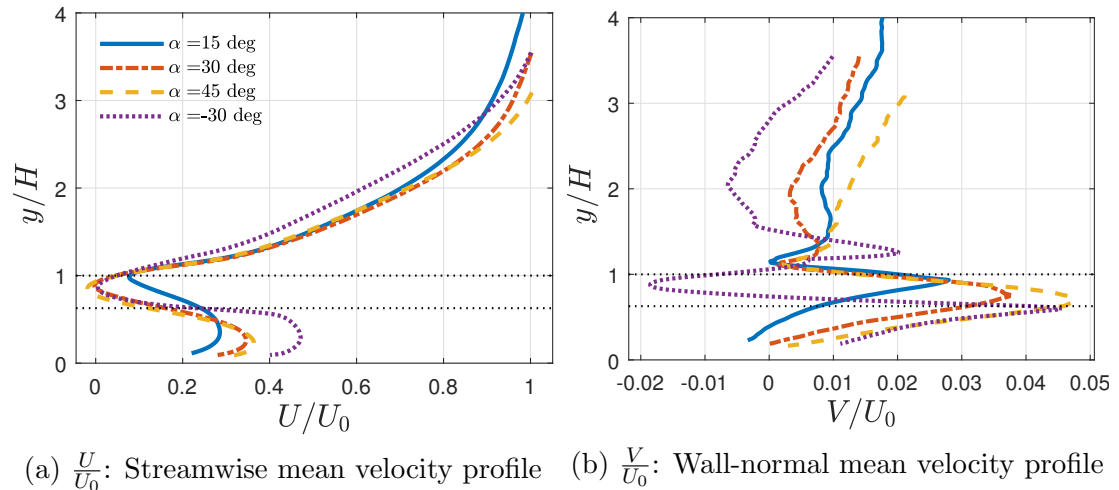 4
3
2
1
0
y/H
α =15 deg
α =30 deg
α =45 deg
α =-30 deg
0 0.2 0.4 0.6 0.8 1
U/U₀
4
3
2
1
0
y/H
-0.02 -0.01 0 0.01 0.02 0.03 0.04 0.05
V/U₀
(a) U/U₀: Streamwise mean velocity profile
(b) V/U₀: Wall-normal mean velocity profile